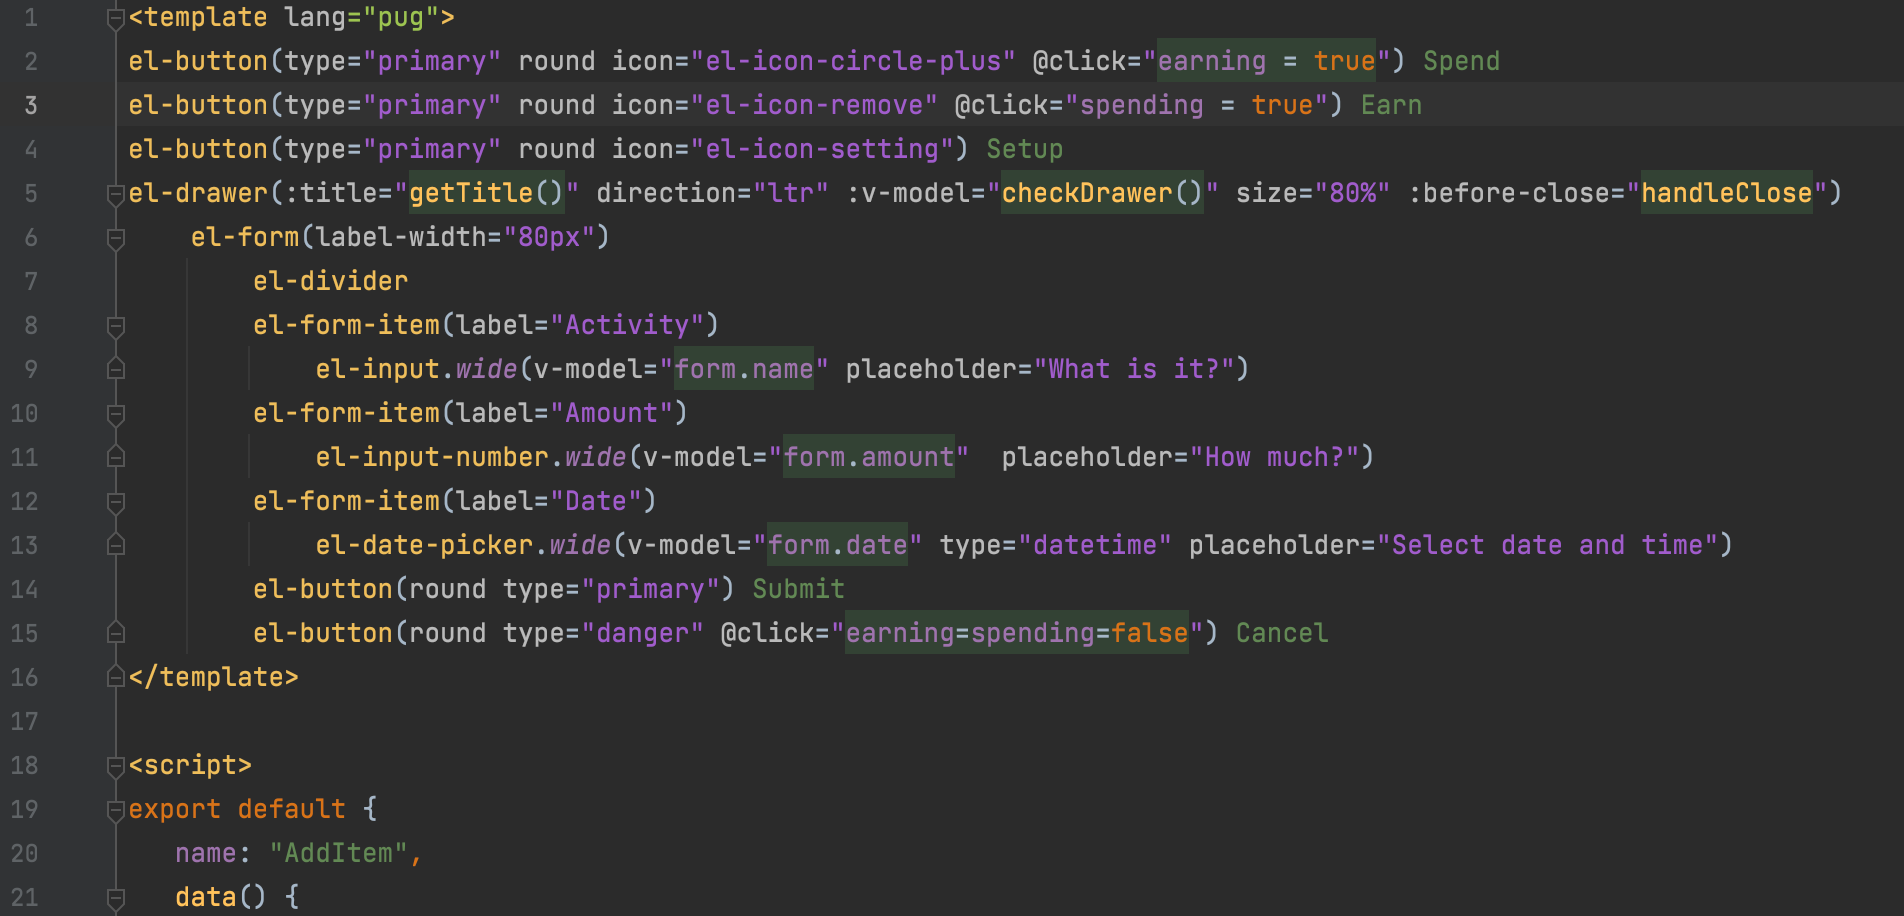 1 <template lang="pug">
2 el-button(type="primary" round icon="el-icon-circle-plus" @click="earning = true") Spend
3 el-button(type="primary" round icon="el-icon-remove" @click="spending = true") Earn
4 el-button(type="primary" round icon="el-icon-setting") Setup
5 el-drawer(:title="getTitle()" direction="ltr" :v-model="checkDrawer()" size="80%" :before-close="handleClose")
6     el-form(label-width="80px")
7         el-divider
8         el-form-item(label="Activity")
9             el-input.wide(v-model="form.name" placeholder="What is it?")
10         el-form-item(label="Amount")
11             el-input-number.wide(v-model="form.amount"  placeholder="How much?")
12         el-form-item(label="Date")
13             el-date-picker.wide(v-model="form.date" type="datetime" placeholder="Select date and time")
14         el-button(round type="primary") Submit
15         el-button(round type="danger" @click="earning=spending=false") Cancel
16 </template>
17
18 <script>
19 export default {
20    name: "AddItem",
21    data() {